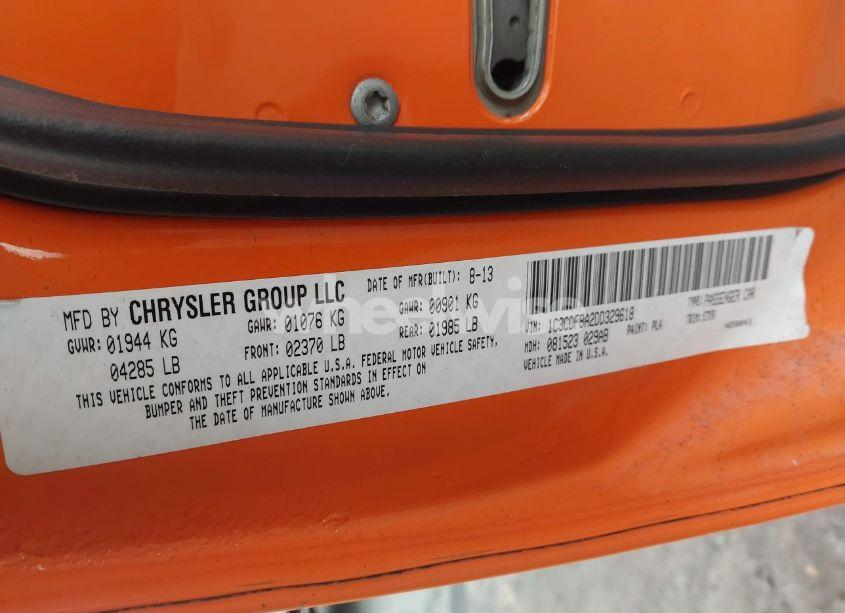 MFD BY CHRYSLER GROUP LLC
DATE OF MFR(BUILT): 8-13
GVWR: 01944 KG
GAWR: 01076 KG
GAWR: 00901 KG
04285 LB
FRONT: 02370 LB
REAR: 01985 LB
THIS VEHICLE CONFORMS TO ALL APPLICABLE U.S.A. FEDERAL MOTOR VEHICLE SAFETY,
BUMPER AND THEFT PREVENTION STANDARDS IN EFFECT ON
THE DATE OF MANUFACTURE SHOWN ABOVE.
VIN: 1C3CDFBA2DD329618
TYPE: PASSENGER CAR
MDH: 081523 029AB
PAINT: PL4
TRIM:
VEHICLE MADE IN U.S.A.